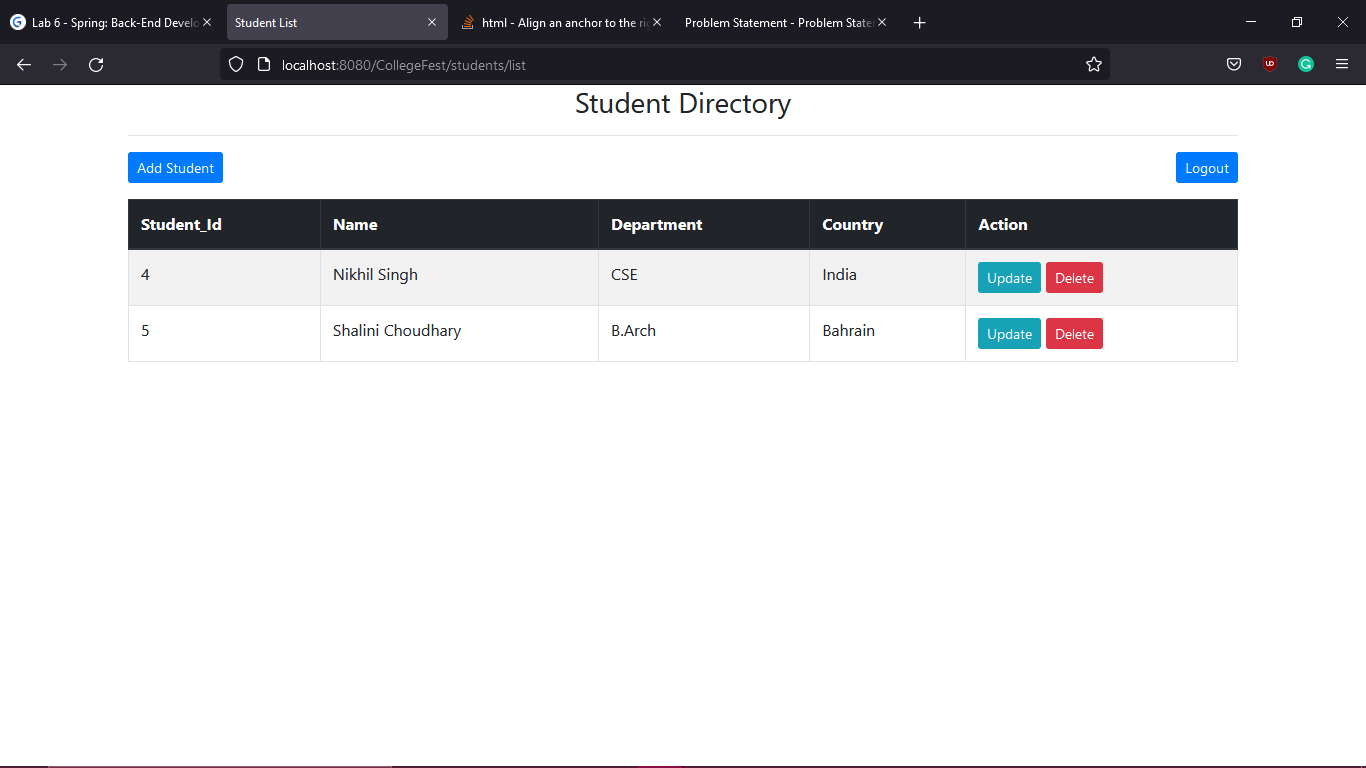 Lab 6 - Spring: Back-End Develo
Student List
html - Align an anchor to the rig
Problem Statement - Problem State
localhost:8080/CollegeFest/students/list
Student Directory
Add Student
Logout
Student_Id Name Department Country Action
4 Nikhil Singh CSE India Update Delete
5 Shalini Choudhary B.Arch Bahrain Update Delete